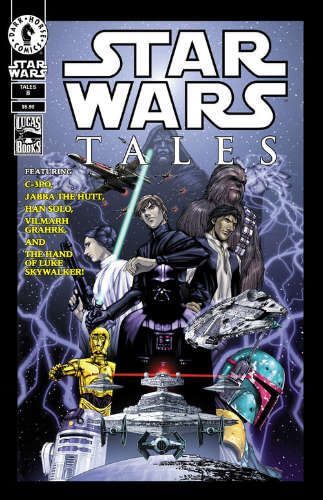 DARK HORSE COMICS
STAR WARS
TALES
8
$5.99
LUCAS BOOKS
STAR
WARS
TALES
FEATURING
C-3PO,
JABBA THE HUTT,
HAN SOLO,
VILMARH
GRAHRK,
AND
THE HAND
OF LUKE
SKYWALKER!